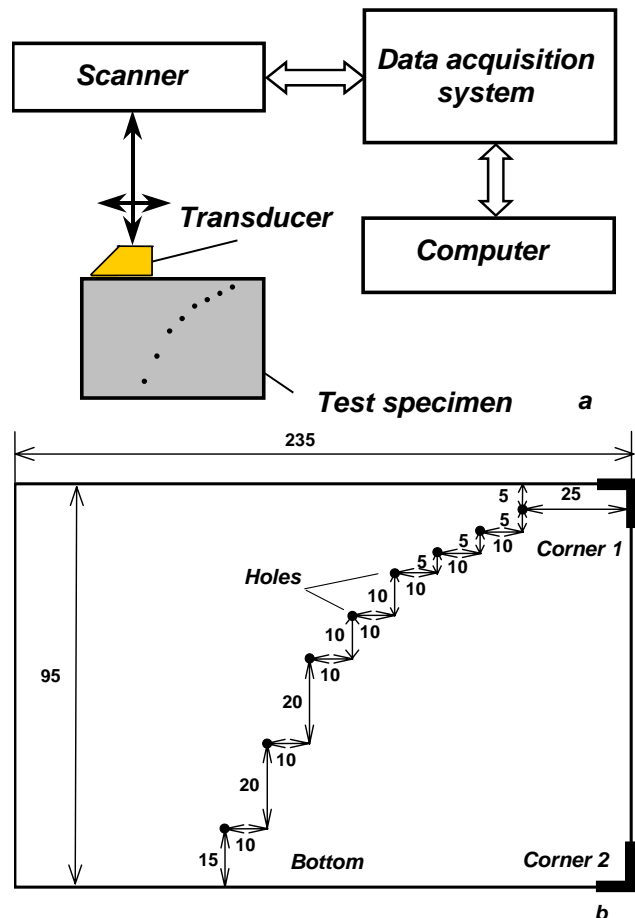 Scanner
Data acquisition
system
Transducer
Computer
Test specimen
a
235
5
25
5
10
Corner 1
5
10
5
10
Holes
10
10
10
10
95
20
10
20
10
15
Bottom
Corner 2
b